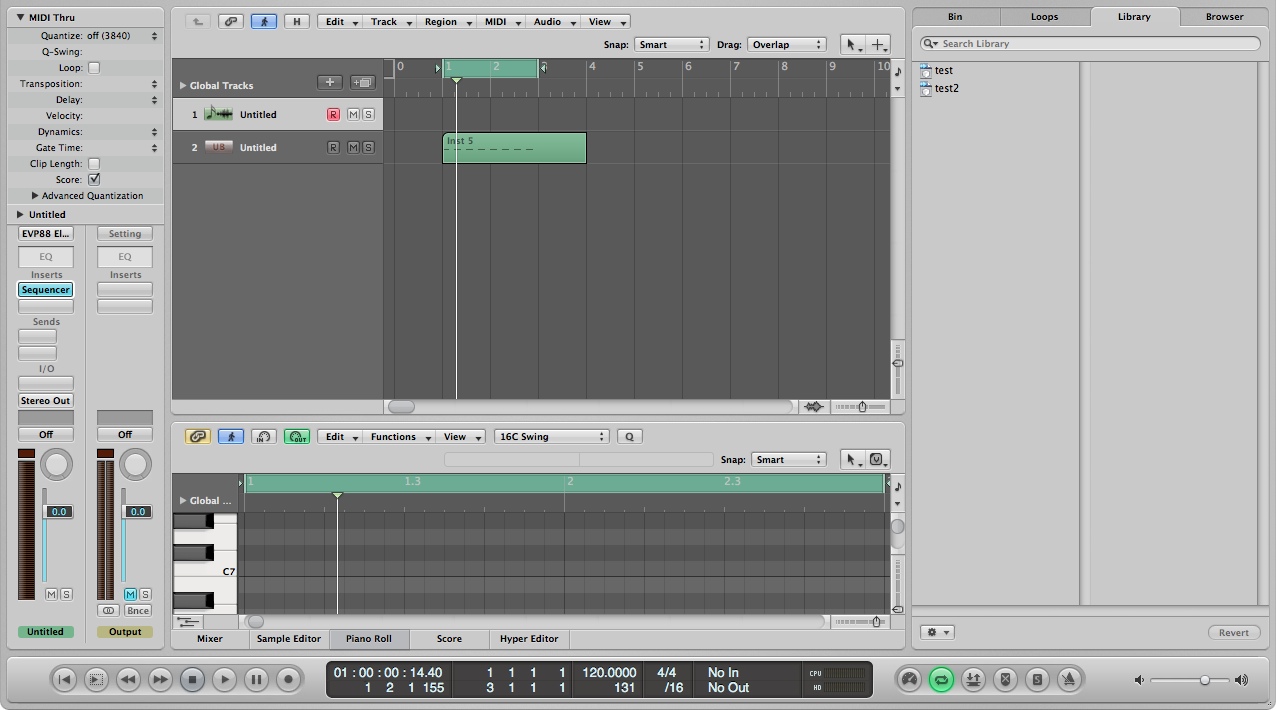 MIDI Thru
Quantize: off (3840)
Q-Swing:
Loop:
Transposition:
Delay:
Velocity:
Dynamics:
Gate Time:
Clip Length:
Score:
Advanced Quantization
Untitled
EVP88 El...
Setting
EQ
EQ
Inserts
Inserts
Sequencer
Sends
I/O
Stereo Out
Off
Off
0.0
0.0
M S
M S
Bnce
Untitled
Output
H
Edit Track Region MIDI Audio View
Snap: Smart Drag: Overlap
Global Tracks
0 1 2 3 4 5 6 7 8 9 10
1 Untitled R M S
2 Untitled R M S
Inst 5
IN OUT Edit Functions View 16C Swing Q
Snap: Smart
Global ...
1 1.3 2 2.3
C7
Mixer Sample Editor Piano Roll Score Hyper Editor
Bin Loops Library Browser
Search Library
test
test2
Revert
01 : 00 : 00 : 14.40 1 1 1 1 120.0000 4/4 No In CPU
1 2 1 155 3 1 1 1 131 /16 No Out HD
S